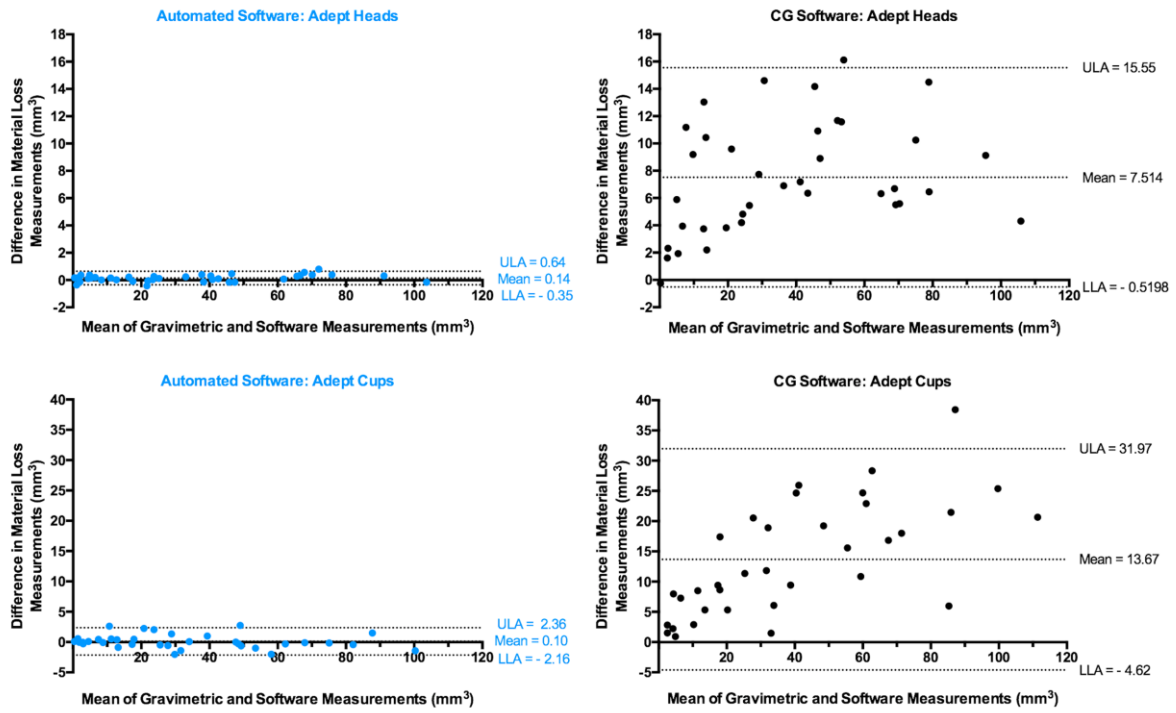 Automated Software: Adept Heads
18
16
14
12
10
8
6
4
2
0
-2
20
40
60
80
100
120
Difference in Material Loss
Measurements (mm³)
ULA = 0.64
Mean = 0.14
LLA = - 0.35
Mean of Gravimetric and Software Measurements (mm³)
CG Software: Adept Heads
18
16
14
12
10
8
6
4
2
0
-2
20
40
60
80
100
120
Difference in Material Loss
Measurements (mm³)
ULA = 15.55
Mean = 7.514
LLA = - 0.5198
Mean of Gravimetric and Software Measurements (mm³)
Automated Software: Adept Cups
40
35
30
25
20
15
10
5
0
-5
20
40
60
80
100
120
Difference in Material Loss
Measurements (mm³)
ULA = 2.36
Mean = 0.10
LLA = - 2.16
Mean of Gravimetric and Software Measurements (mm³)
CG Software: Adept Cups
40
35
30
25
20
15
10
5
0
-5
20
40
60
80
100
120
Difference in Material Loss
Measurements (mm³)
ULA = 31.97
Mean = 13.67
LLA = - 4.62
Mean of Gravimetric and Software Measurements (mm³)